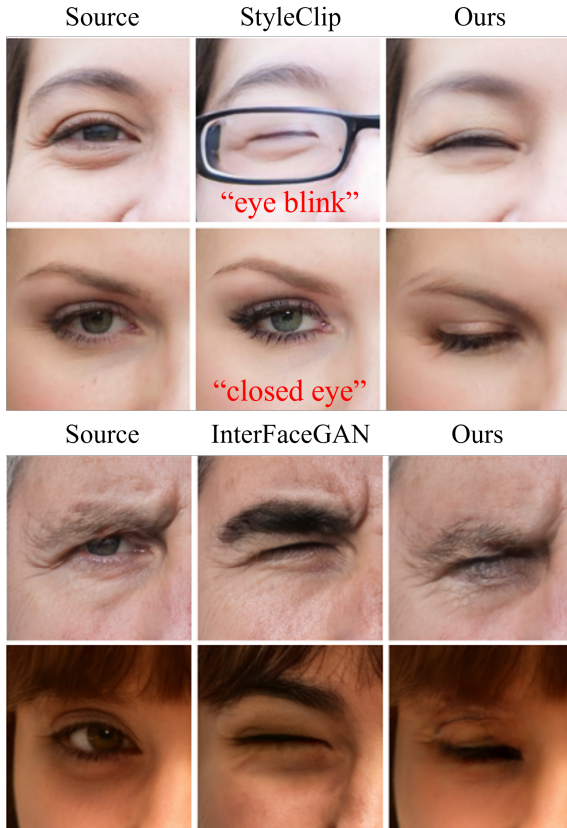 Source StyleClip Ours
“eye blink”
“closed eye”
Source InterFaceGAN Ours